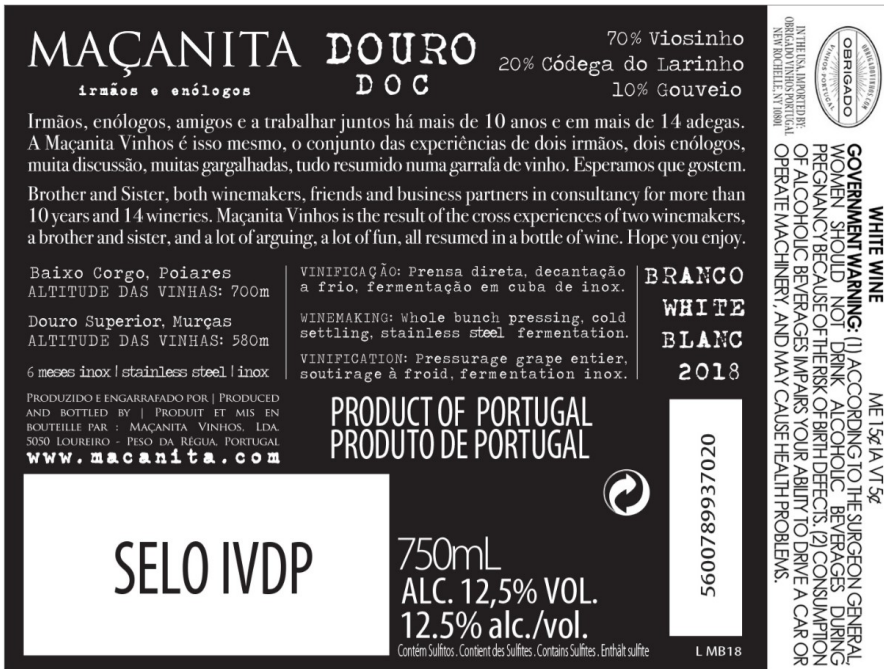 MAÇANITA
irmãos e enólogos
DOURO
DOC
70% Viosinho
20% Códega do Larinho
10% Gouveio
Irmãos, enólogos, amigos e a trabalhar juntos há mais de 10 anos e em mais de 14 adegas.
A Maçanita Vinhos é isso mesmo, o conjunto das experiências de dois irmãos, dois enólogos,
muita discussão, muitas gargalhadas, tudo resumido numa garrafa de vinho. Esperamos que gostem.
Brother and Sister, both winemakers, friends and business partners in consultancy for more than
10 years and 14 wineries. Maçanita Vinhos is the result of the cross experiences of two winemakers,
a brother and sister, and a lot of arguing, a lot of fun, all resumed in a bottle of wine. Hope you enjoy.
Baixo Corgo, Poiares
ALTITUDE DAS VINHAS: 700m
Douro Superior, Murças
ALTITUDE DAS VINHAS: 580m
6 meses inox | stainless steel | inox
VINIFICAÇÃO: Prensa direta, decantação
a frio, fermentação em cuba de inox.
WINEMAKING: Whole bunch pressing, cold
settling, stainless steel fermentation.
VINIFICATION: Pressurage grape entier,
soutirage à froid, fermentation inox.
BRANCO
WHITE
BLANC
2018
PRODUZIDO E ENGARRAFADO POR | PRODUCED
AND BOTTLED BY | PRODUIT ET MIS EN
BOUTEILLE PAR : MAÇANITA VINHOS, LDA.
5050 LOUREIRO - PESO DA RÉGUA, PORTUGAL
www.macanita.com
PRODUCT OF PORTUGAL
PRODUTO DE PORTUGAL
SELO IVDP
750mL
ALC. 12,5% VOL.
12.5% alc./vol.
Contém Sulfitos . Contient des Sulfites . Contains Sulfites . Enthält sulfite
5600789937020
L MB18
OBRIGADOVINHOS.COM
OBRIGADO
VINHOS PORTUGAL
IN THE USA, IMPORTED BY:
OBRIGADO VINHOS PORTUGAL
NEW ROCHELLE, NY 10801
WHITE WINE
ME 15¢ IA VT 5¢
GOVERNMENT WARNING: (1) ACCORDING TO THE SURGEON GENERAL
WOMEN SHOULD NOT DRINK ALCOHOLIC BEVERAGES DURING
PREGNANCY BECAUSE OF THE RISK OF BIRTH DEFECTS. (2) CONSUMPTION
OF ALCOHOLIC BEVERAGES IMPAIRS YOUR ABILITY TO DRIVE A CAR OR
OPERATE MACHINERY, AND MAY CAUSE HEALTH PROBLEMS.